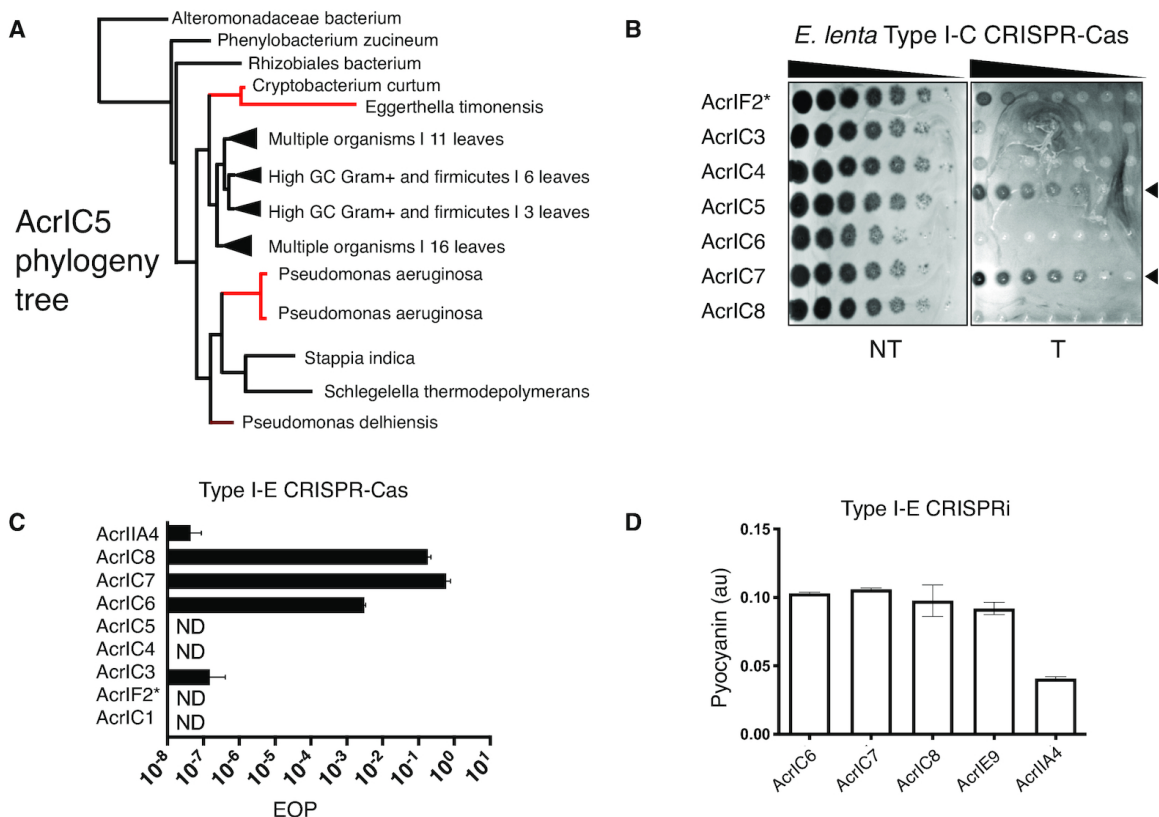 A
Alteromonadaceae bacterium
Phenylobacterium zucineum
Rhizobiales bacterium
Cryptobacterium curtum
Eggerthella timonensis
Multiple organisms I 11 leaves
High GC Gram+ and firmicutes I 6 leaves
High GC Gram+ and firmicutes I 3 leaves
Multiple organisms I 16 leaves
AcrIC5
phylogeny
tree
Pseudomonas aeruginosa
Pseudomonas aeruginosa
Stappia indica
Schlegelella thermodepolymerans
Pseudomonas delhiensis
B
E. lenta Type I-C CRISPR-Cas
AcrIF2*
AcrIC3
AcrIC4
AcrIC5
AcrIC6
AcrIC7
AcrIC8
NT
T
C
Type I-E CRISPR-Cas
AcrIIA4
AcrIC8
AcrIC7
AcrIC6
AcrIC5 ND
AcrIC4 ND
AcrIC3
AcrIF2* ND
AcrIC1 ND
10-8 10-7 10-6 10-5 10-4 10-3 10-2 10-1 100 101
EOP
D
Type I-E CRISPRi
Pyocyanin (au)
0.15
0.10
0.05
0.00
AcrIC6 AcrIC7 AcrIC8 AcrIE9 AcrIIA4